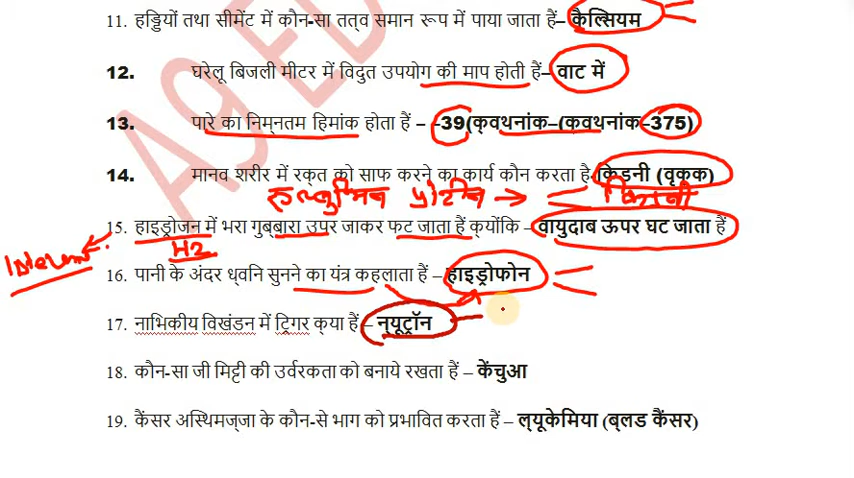 11. हड्डियों तथा सीमेंट में कौन-सा तत्व समान रूप में पाया जाता हैं– कैल्सियम
12. घरेलू बिजली मीटर में विदुत उपयोग की माप होती हैं– वाट में
13. पारे का निम्नतम हिमांक होता हैं – -39(क्वथनांक–(क्वथनांक-375)
14. मानव शरीर में रक्त को साफ करने का कार्य कौन करता है- किडनी (वृक्क)
प्रोटीन →
15. हाइड्रोजन में भरा गुब्बारा उपर जाकर फट जाता हैं क्योंकि – वायुदाब ऊपर घट जाता हैं
H2
16. पानी के अंदर ध्वनि सुनने का यंत्र कहलाता हैं – हाइड्रोफोन
17. नाभिकीय विखंडन में ट्रिगर क्या हैं – न्यूट्रॉन
18. कौन-सा जी मिट्टी की उर्वरकता को बनाये रखता हैं – केंचुआ
19. कैंसर अस्थिमज्जा के कौन-से भाग को प्रभावित करता हैं – ल्यूकेमिया (ब्लड कैंसर)
A9 ED